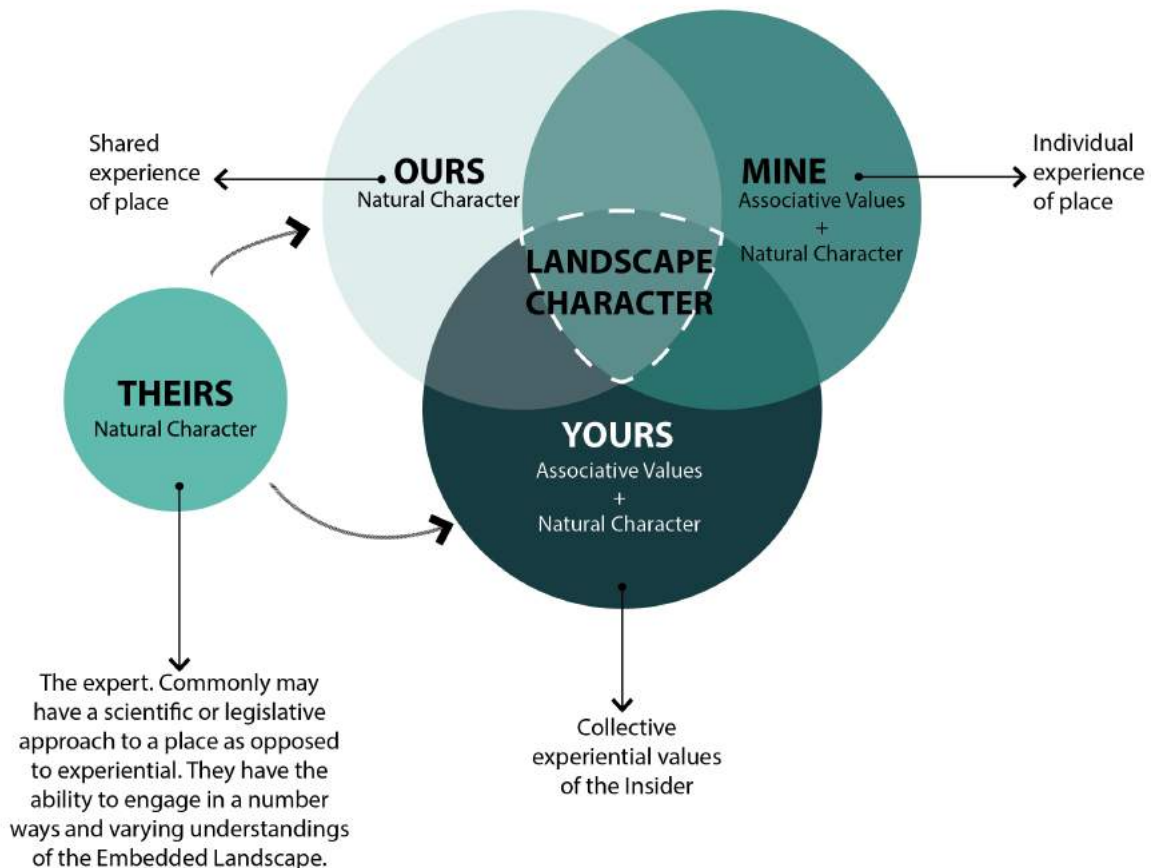 Shared
experience
of place
OURS
Natural Character
MINE
Associative Values
+
Natural Character
Individual
experience
of place
LANDSCAPE
CHARACTER
THEIRS
Natural Character
YOURS
Associative Values
+
Natural Character
The expert. Commonly may
have a scientific or legislative
approach to a place as opposed
to experiential. They have the
ability to engage in a number
ways and varying understandings
of the Embedded Landscape.
Collective
experiential values
of the Insider